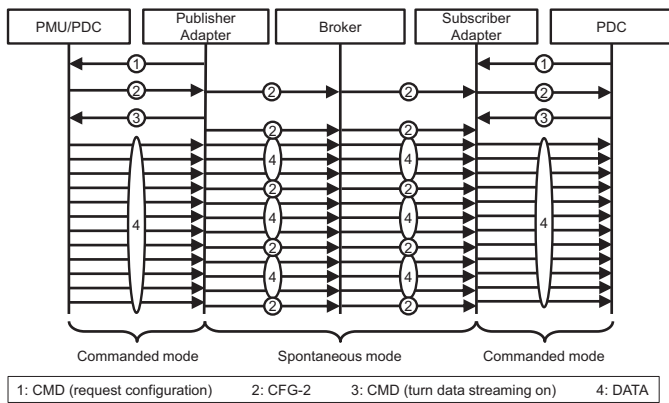 PMU/PDC
Publisher
Adapter
Broker
Subscriber
Adapter
PDC
1 1
2 2 2 2
3 3
2 2
4 4
2 2
4 4 4 4
2 2
4 4
2 2
Commanded mode Spontaneous mode Commanded mode
1: CMD (request configuration) 2: CFG-2 3: CMD (turn data streaming on) 4: DATA